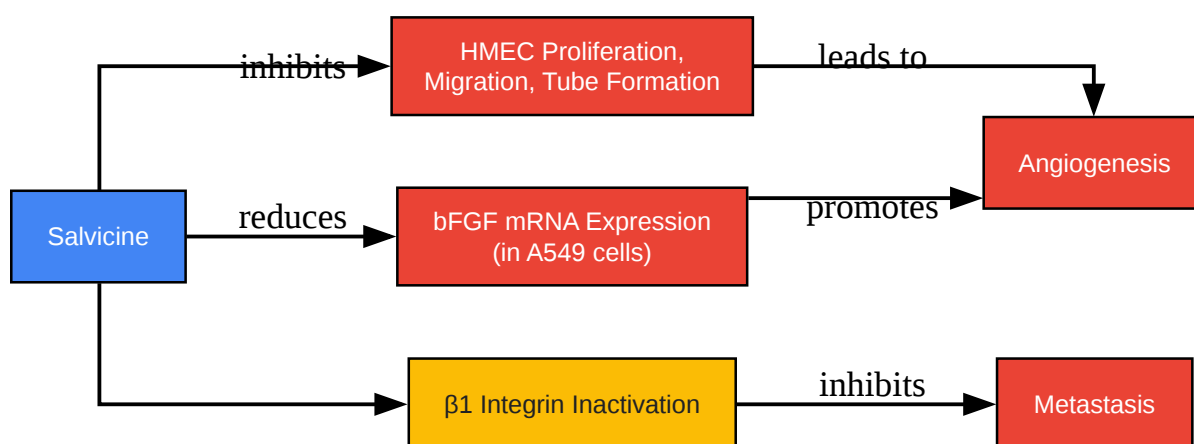 HMEC Proliferation,
Migration, Tube Formation
inhibits
leads to
Angiogenesis
Salvicine
reduces
bFGF mRNA Expression
(in A549 cells)
promotes
β1 Integrin Inactivation
inhibits
Metastasis